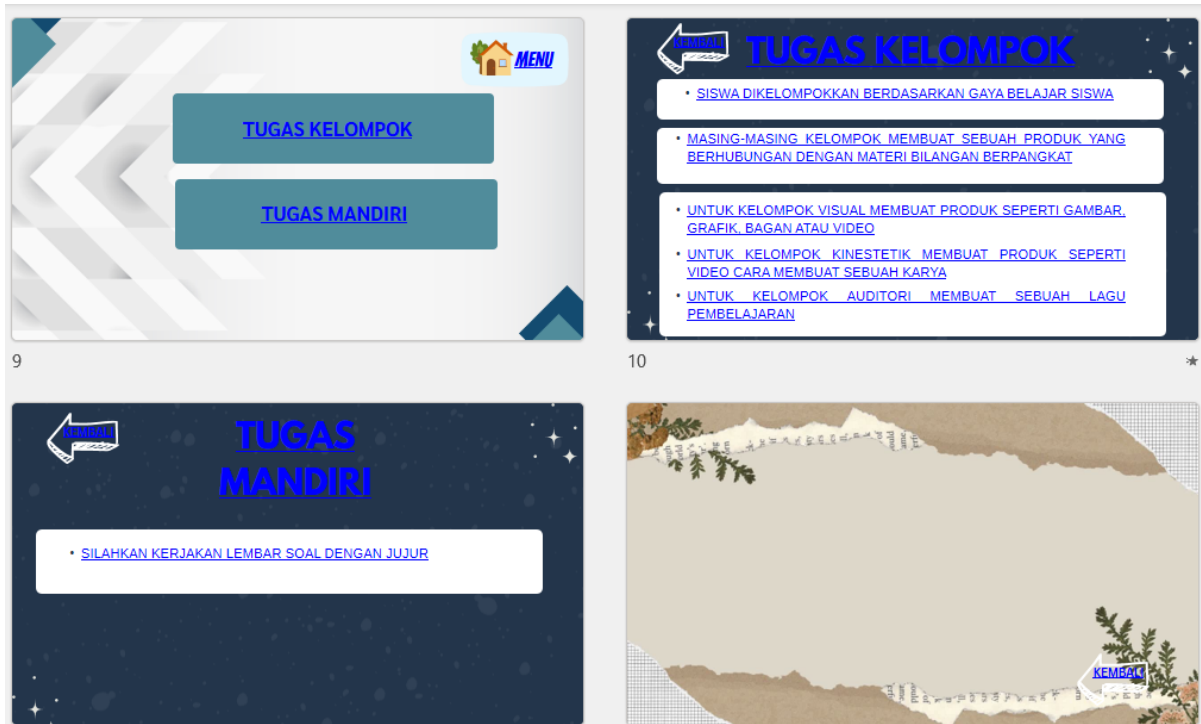 MENU
TUGAS KELOMPOK
TUGAS MANDIRI
9
KEMBALI
TUGAS KELOMPOK
• SISWA DIKELOMPOKKAN BERDASARKAN GAYA BELAJAR SISWA
• MASING-MASING KELOMPOK MEMBUAT SEBUAH PRODUK YANG
BERHUBUNGAN DENGAN MATERI BILANGAN BERPANGKAT
• UNTUK KELOMPOK VISUAL MEMBUAT PRODUK SEPERTI GAMBAR,
GRAFIK, BAGAN ATAU VIDEO
• UNTUK KELOMPOK KINESTETIK MEMBUAT PRODUK SEPERTI
VIDEO CARA MEMBUAT SEBUAH KARYA
• UNTUK KELOMPOK AUDITORI MEMBUAT SEBUAH LAGU
PEMBELAJARAN
10
KEMBALI
TUGAS
MANDIRI
• SILAHKAN KERJAKAN LEMBAR SOAL DENGAN JUJUR
KEMBALI